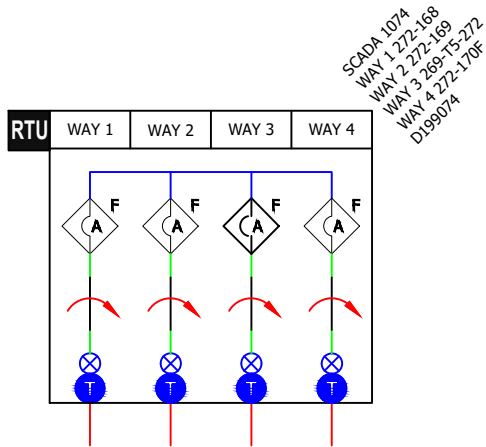 SCADA 1074
WAY 1 272-168
WAY 2 272-169
WAY 3 269-T5-272
WAY 4 272-170F
D199074
RTU WAY 1 WAY 2 WAY 3 WAY 4
F F F F
A A A A
T T T T